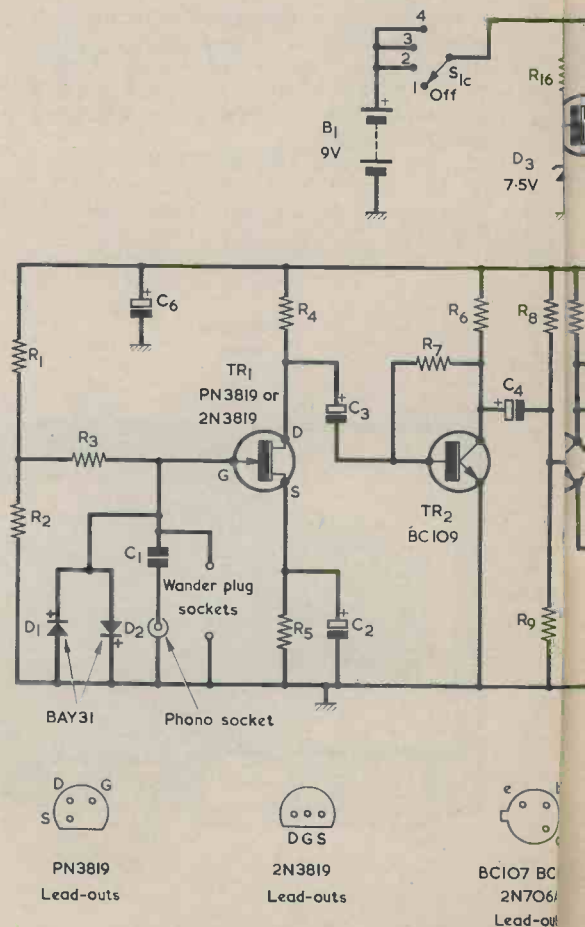 4
3
2
S1c
1
Off
R16
B1
9V
D3
7·5V
C6
R4
R6
R8
R1
TR1
PN3819 or
2N3819
R7
C3
C4
R3
D
G
S
R2
TR2
BC109
C1
Wander plug
sockets
D1
D2
R5
C2
R9
BAY31
Phono socket
D G
S
D G S
e
PN3819
Lead-outs
2N3819
Lead-outs
BC107
2N706A